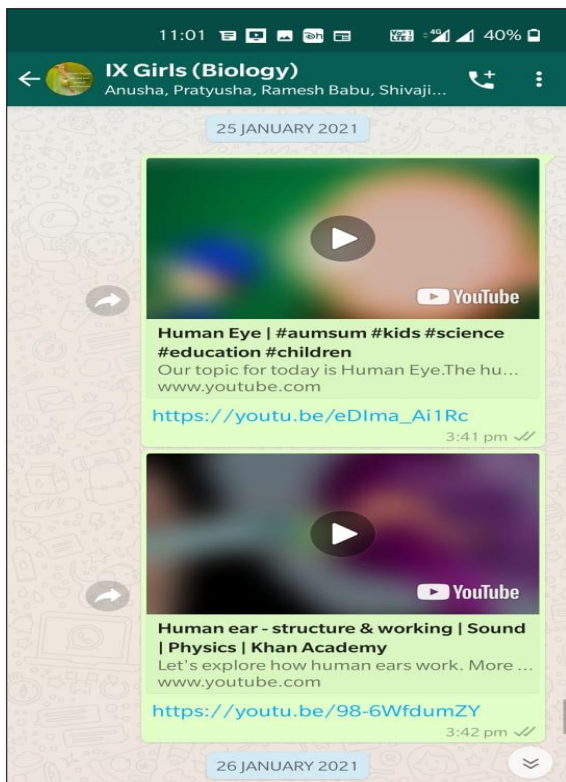 11:01 40%
IX Girls (Biology)
Anusha, Pratyusha, Ramesh Babu, Shivaji...
25 JANUARY 2021
YouTube
Human Eye | #aumsum #kids #science
#education #children
Our topic for today is Human Eye.The hu...
www.youtube.com
https://youtu.be/eDIma_Ai1Rc
3:41 pm
YouTube
Human ear - structure & working | Sound
| Physics | Khan Academy
Let's explore how human ears work. More ...
www.youtube.com
https://youtu.be/98-6WfdumZY
3:42 pm
26 JANUARY 2021